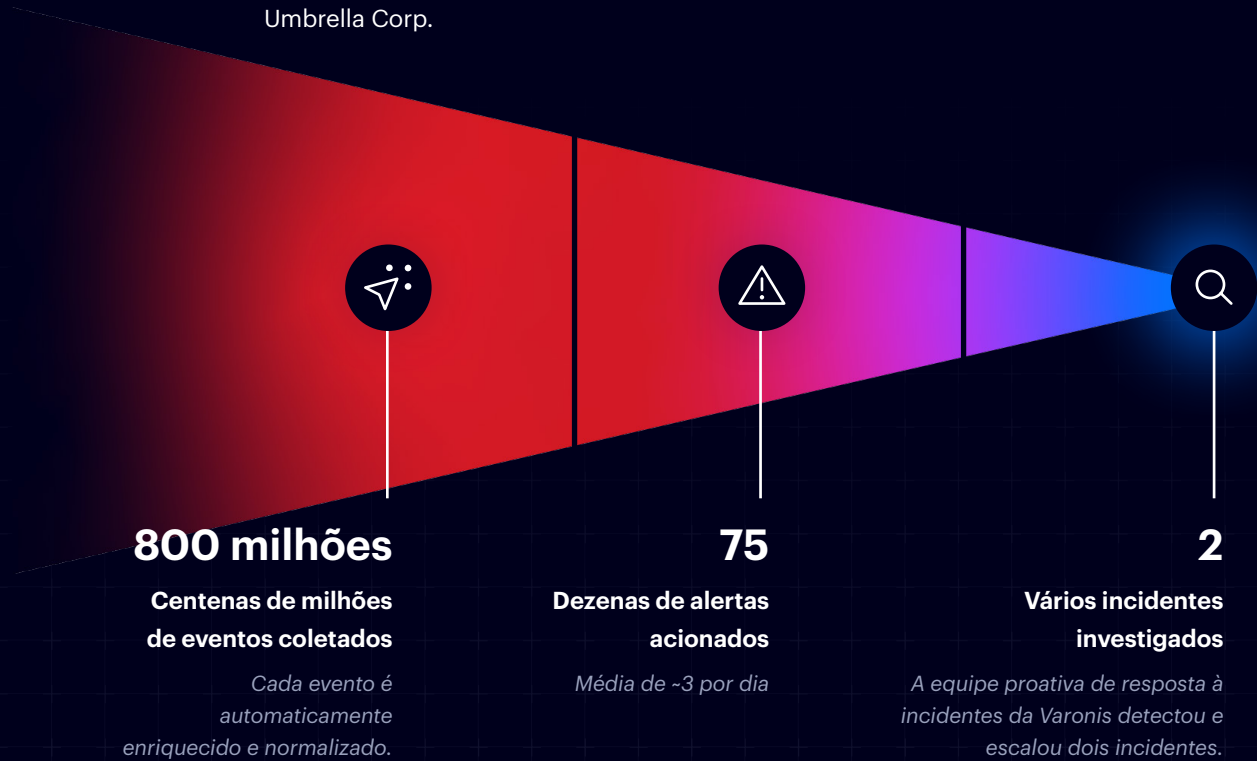 Umbrella Corp.
800 milhões
Centenas de milhões
de eventos coletados
Cada evento é
automaticamente
enriquecido e normalizado.
75
Dezenas de alertas
acionados
Média de ~3 por dia
2
Vários incidentes
investigados
A equipe proativa de resposta à
incidentes da Varonis detectou e
escalou dois incidentes.